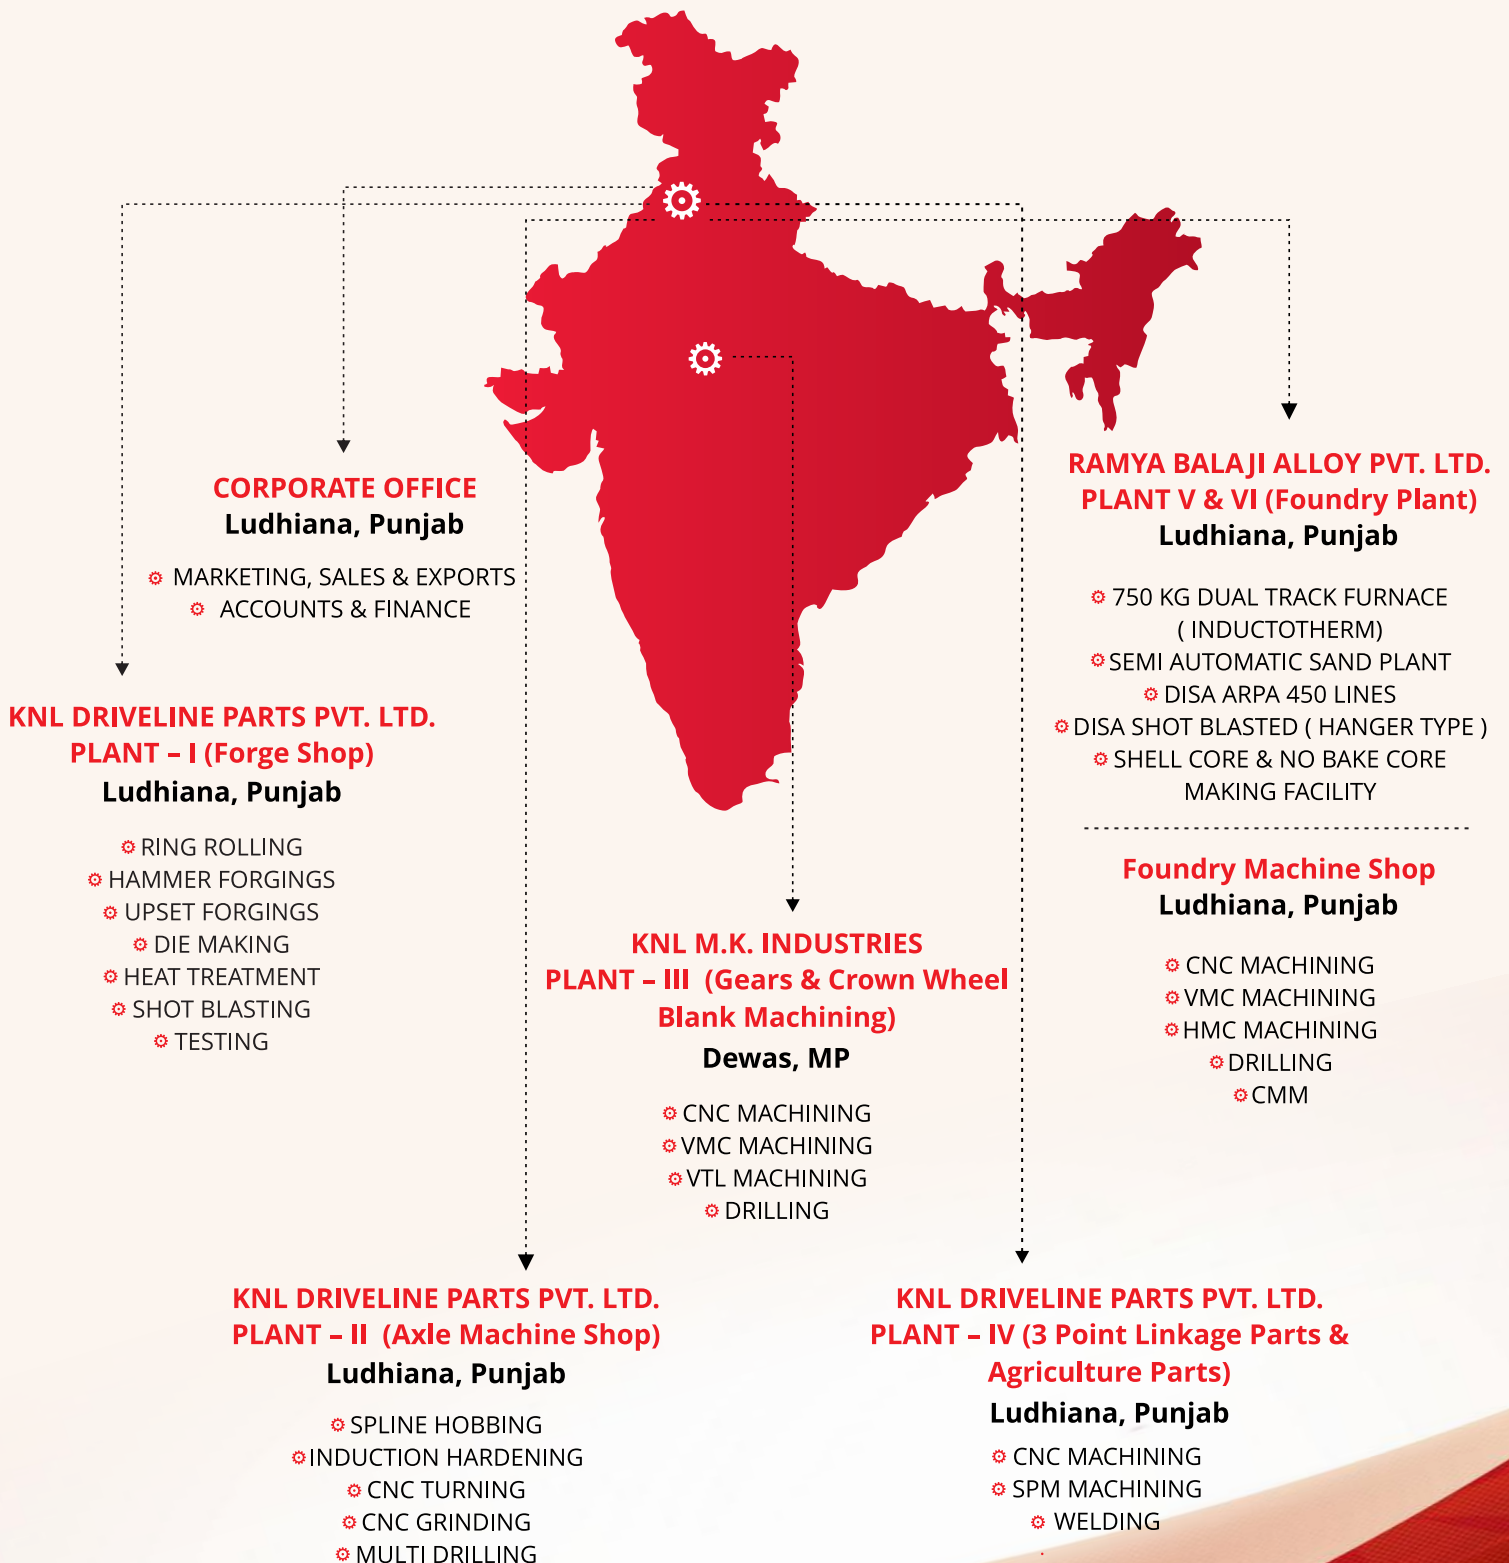 CORPORATE OFFICE
Ludhiana, Punjab
MARKETING, SALES & EXPORTS
ACCOUNTS & FINANCE
KNL DRIVELINE PARTS PVT. LTD.
PLANT – I (Forge Shop)
Ludhiana, Punjab
RING ROLLING
HAMMER FORGINGS
UPSET FORGINGS
DIE MAKING
HEAT TREATMENT
SHOT BLASTING
TESTING
RAMYA BALAJI ALLOY PVT. LTD.
PLANT V & VI (Foundry Plant)
Ludhiana, Punjab
750 KG DUAL TRACK FURNACE
( INDUCTOTHERM)
SEMI AUTOMATIC SAND PLANT
DISA ARPA 450 LINES
DISA SHOT BLASTED ( HANGER TYPE )
SHELL CORE & NO BAKE CORE
MAKING FACILITY
Foundry Machine Shop
Ludhiana, Punjab
CNC MACHINING
VMC MACHINING
HMC MACHINING
DRILLING
CMM
KNL M.K. INDUSTRIES
PLANT – III (Gears & Crown Wheel
Blank Machining)
Dewas, MP
CNC MACHINING
VMC MACHINING
VTL MACHINING
DRILLING
KNL DRIVELINE PARTS PVT. LTD.
PLANT – II (Axle Machine Shop)
Ludhiana, Punjab
SPLINE HOBBING
INDUCTION HARDENING
CNC TURNING
CNC GRINDING
MULTI DRILLING
KNL DRIVELINE PARTS PVT. LTD.
PLANT – IV (3 Point Linkage Parts &
Agriculture Parts)
Ludhiana, Punjab
CNC MACHINING
SPM MACHINING
WELDING